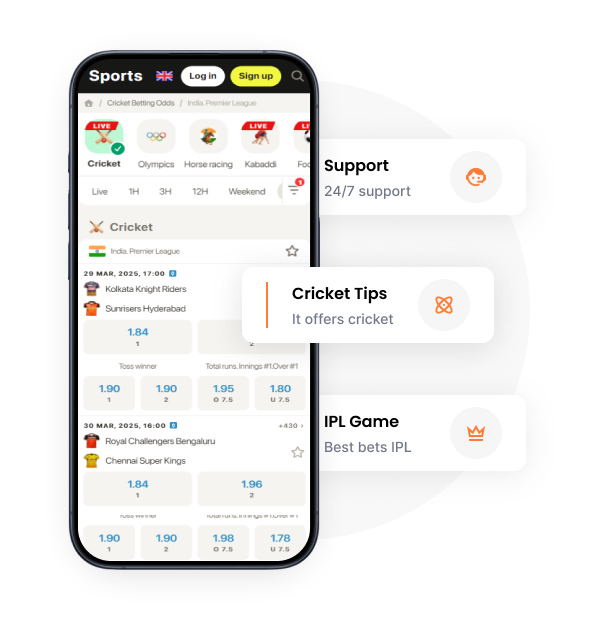 Sports
Log in
Sign up
/ Cricket Betting Odds / India. Premier League
LIVE
LIVE
LIVE
Cricket
Olympics
Horse racing
Kabaddi
Foo
Live
1H
3H
12H
Weekend
1
Cricket
India. Premier League
29 MAR, 2025, 17:00
Kolkata Knight Riders
Sunrisers Hyderabad
1.84
1
2
Toss winner
Total runs. Innings #1.Over #1
1.90
1.90
1.95
1.80
1
2
O 7.5
U 7.5
30 MAR, 2025, 16:00
+430 ›
Royal Challengers Bengaluru
Chennai Super Kings
1.84
1.96
1
2
Toss winner
Total runs. Innings #1.Over #1
1.90
1.90
1.98
1.78
1
2
O 7.5
U 7.5
Support
24/7 support
Cricket Tips
It offers cricket
IPL Game
Best bets IPL